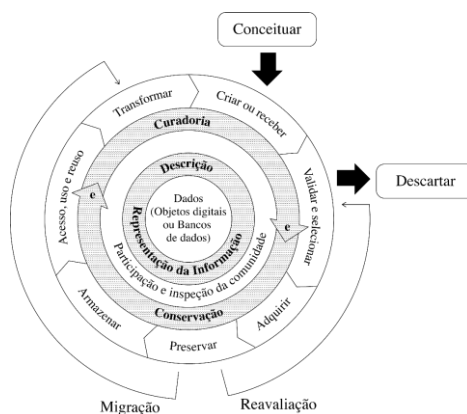 Conceituar
Criar ou receber
Validar e selecionar
Descartar
Adquirir
Preservar
Armazenar
Acesso, uso e reuso
Transformar
Curadoria
e
Conservação
e
Participação e inspeção da comunidade
Descrição
Representação da Informação
Dados
(Objetos digitais
ou Bancos
de dados)
Migração
Reavaliação